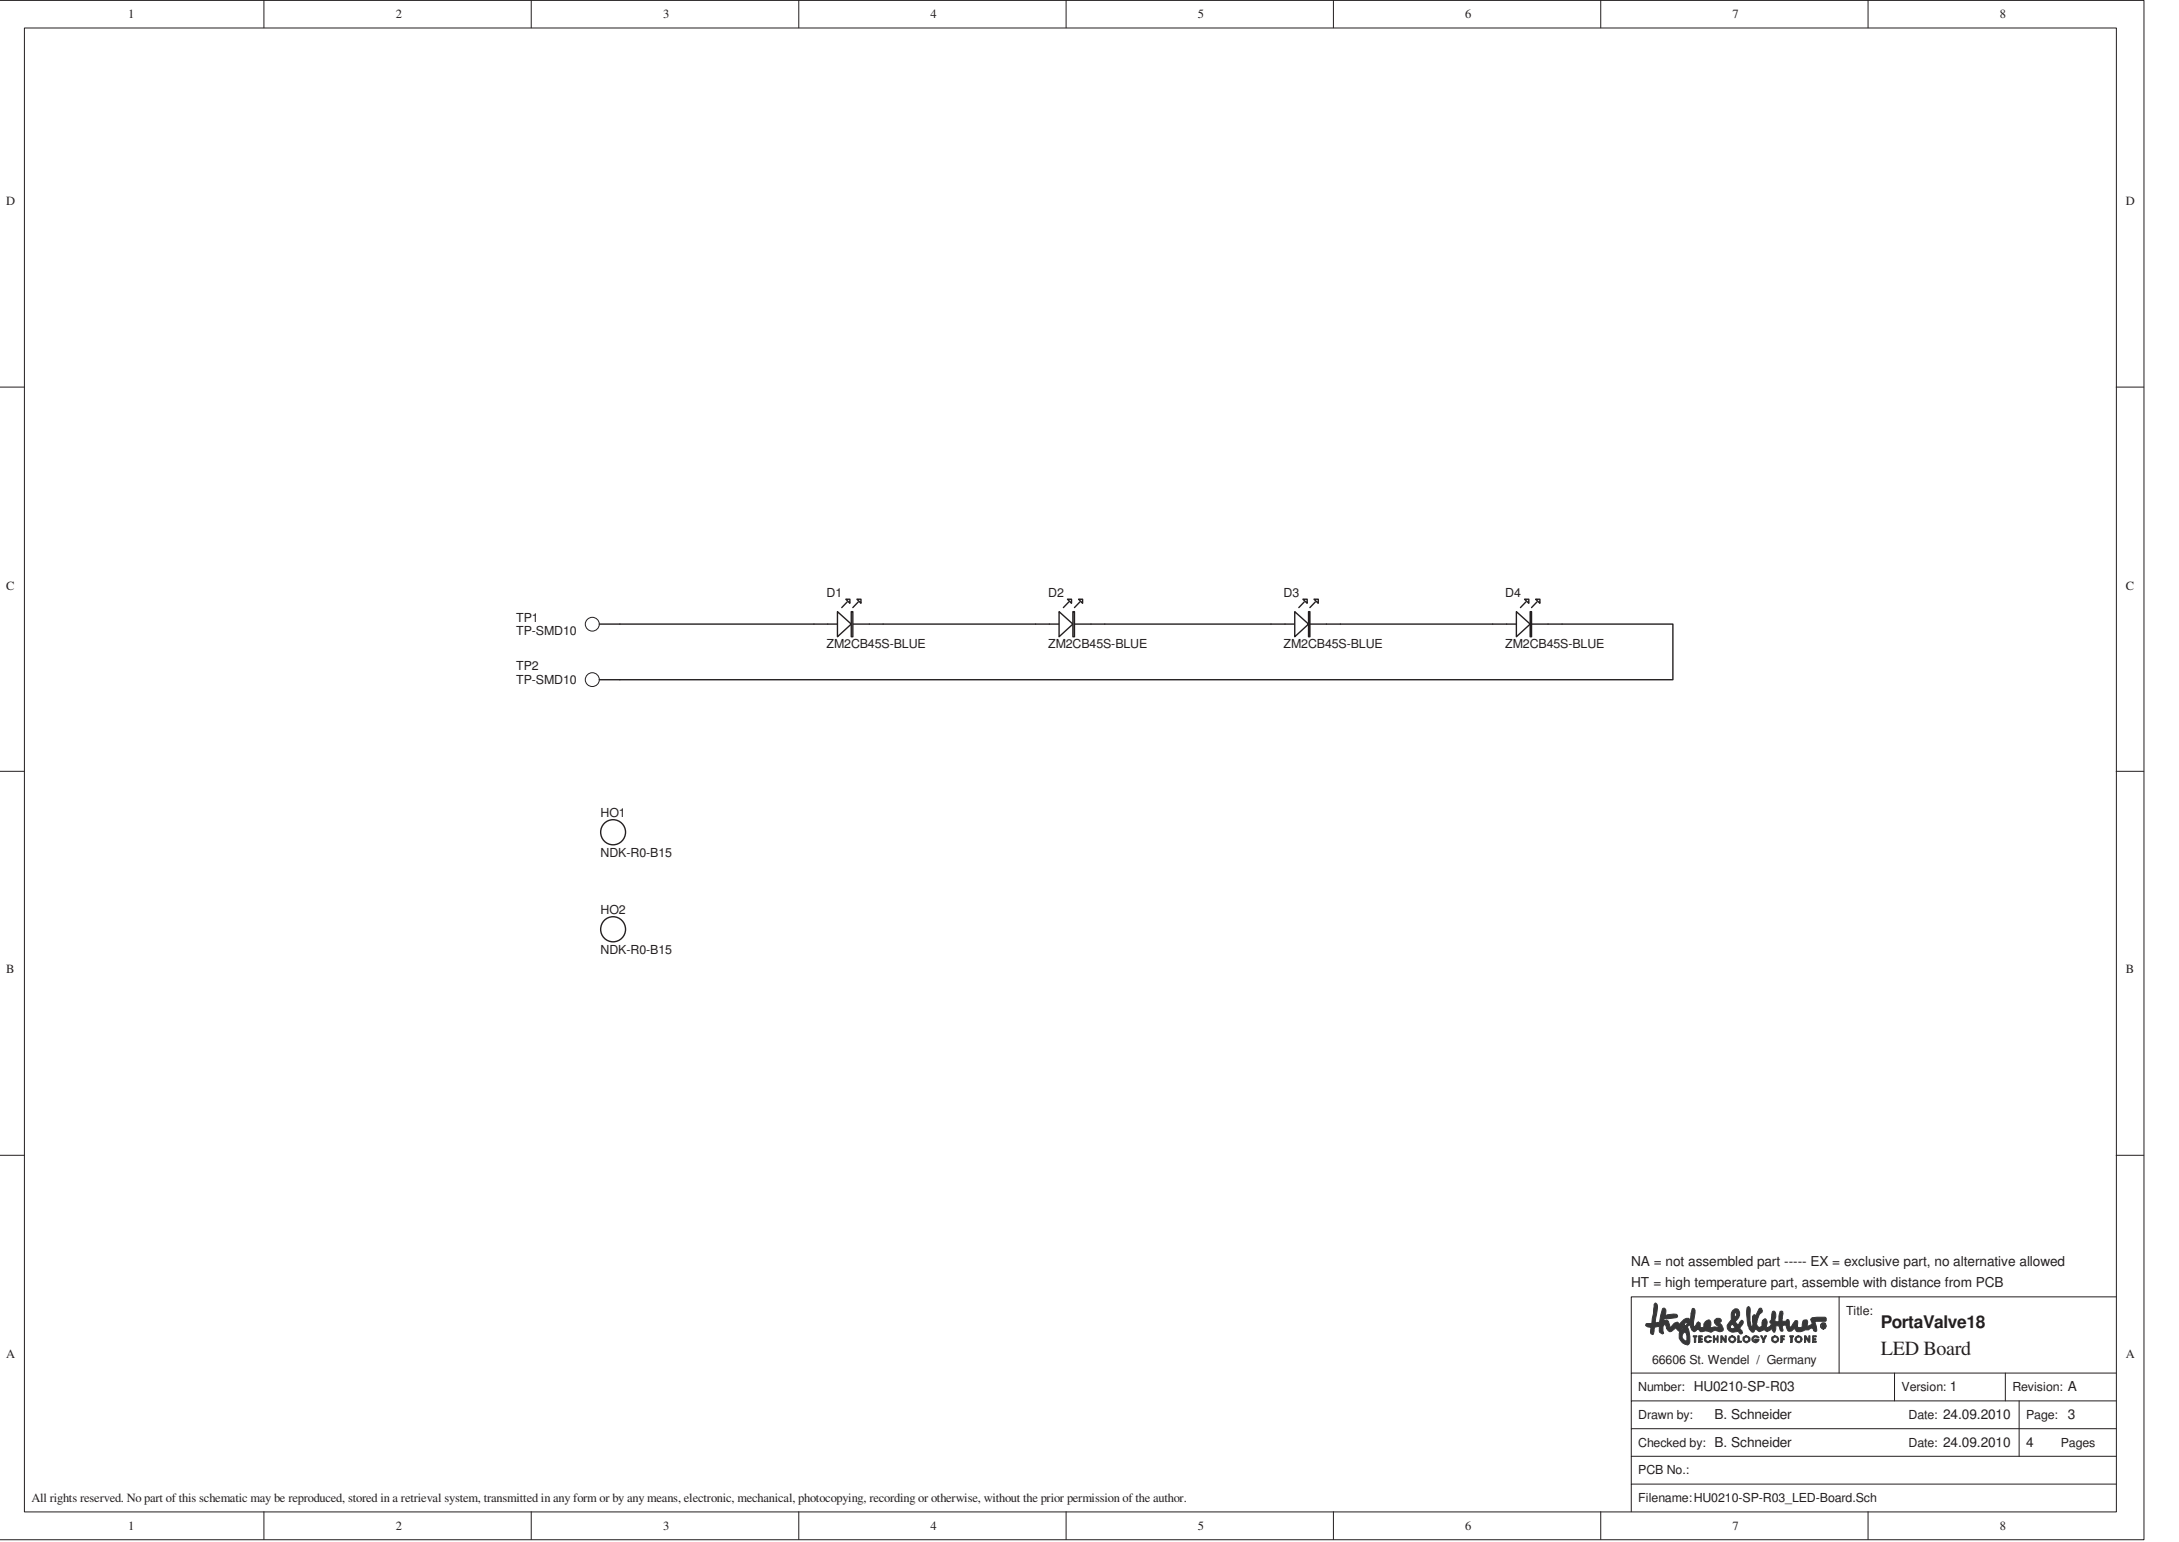 1 2 3 4 5 6 7 8
D D
C C
D1 D2 D3 D4
TP1
TP-SMD10
ZM2CB45S-BLUE ZM2CB45S-BLUE ZM2CB45S-BLUE ZM2CB45S-BLUE
TP2
TP-SMD10
HO1
NDK-R0-B15
HO2
NDK-R0-B15
B B
NA = not assembled part ----- EX = exclusive part, no alternative allowed
HT = high temperature part, assemble with distance from PCB
Hughes & Kettner
TECHNOLOGY OF TONE
66606 St. Wendel / Germany
Title:
PortaValve18
LED Board
A A
Number: HU0210-SP-R03 Version: 1 Revision: A
Drawn by: B. Schneider Date: 24.09.2010 Page: 3
Checked by: B. Schneider Date: 24.09.2010 4 Pages
PCB No.:
Filename: HU0210-SP-R03_LED-Board.Sch
All rights reserved. No part of this schematic may be reproduced, stored in a retrieval system, transmitted in any form or by any means, electronic, mechanical, photocopying, recording or otherwise, without the prior permission of the author.
1 2 3 4 5 6 7 8